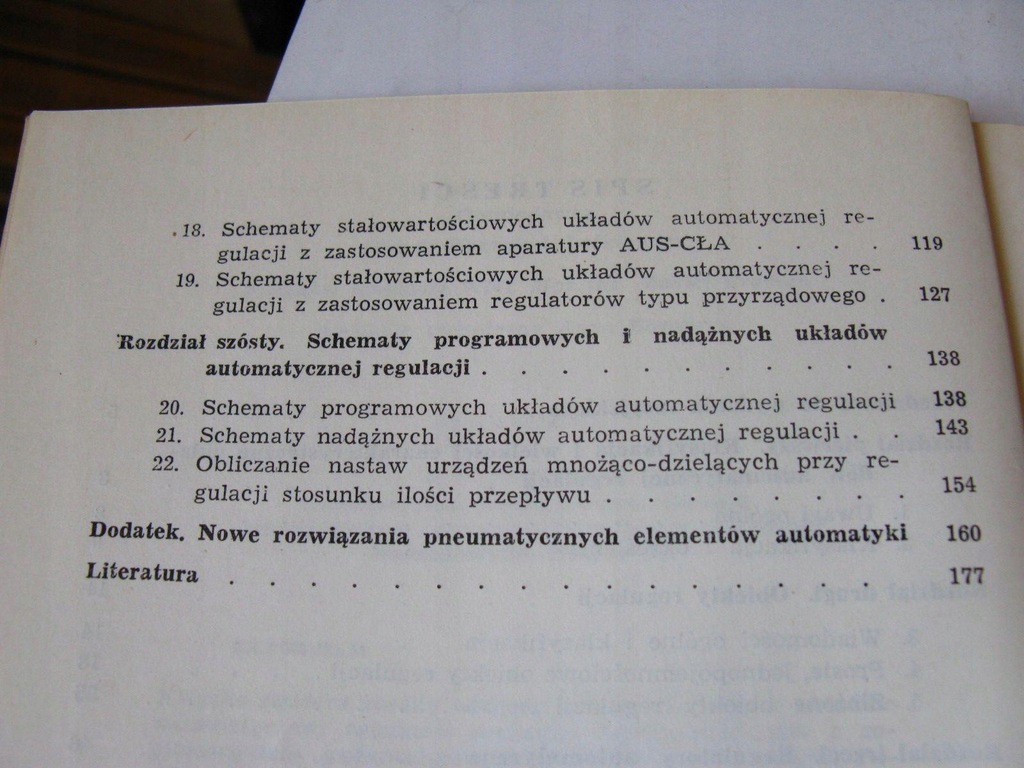 18. Schematy stałowartościowych układów automatycznej re-
gulacji z zastosowaniem aparatury AUS-CŁA . . . . 119
19. Schematy stałowartościowych układów automatycznej re-
gulacji z zastosowaniem regulatorów typu przyrządowego . 127
Rozdział szósty. Schematy programowych i nadążnych układów
automatycznej regulacji . . . . . . . . . . . 138
20. Schematy programowych układów automatycznej regulacji 138
21. Schematy nadążnych układów automatycznej regulacji . . 143
22. Obliczanie nastaw urządzeń mnożąco-dzielących przy re-
gulacji stosunku ilości przepływu . . . . . . . . 154
Dodatek. Nowe rozwiązania pneumatycznych elementów automatyki 160
Literatura . . . . . . . . . . . . . . . . . 177